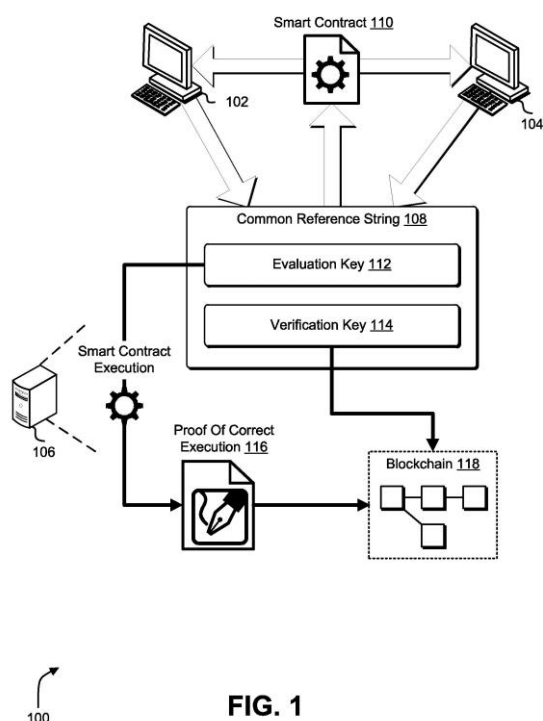 Smart Contract 110
102
104
Common Reference String 108
Evaluation Key 112
Verification Key 114
Smart Contract
Execution
106
Proof Of Correct
Execution 116
Blockchain 118
100
FIG. 1